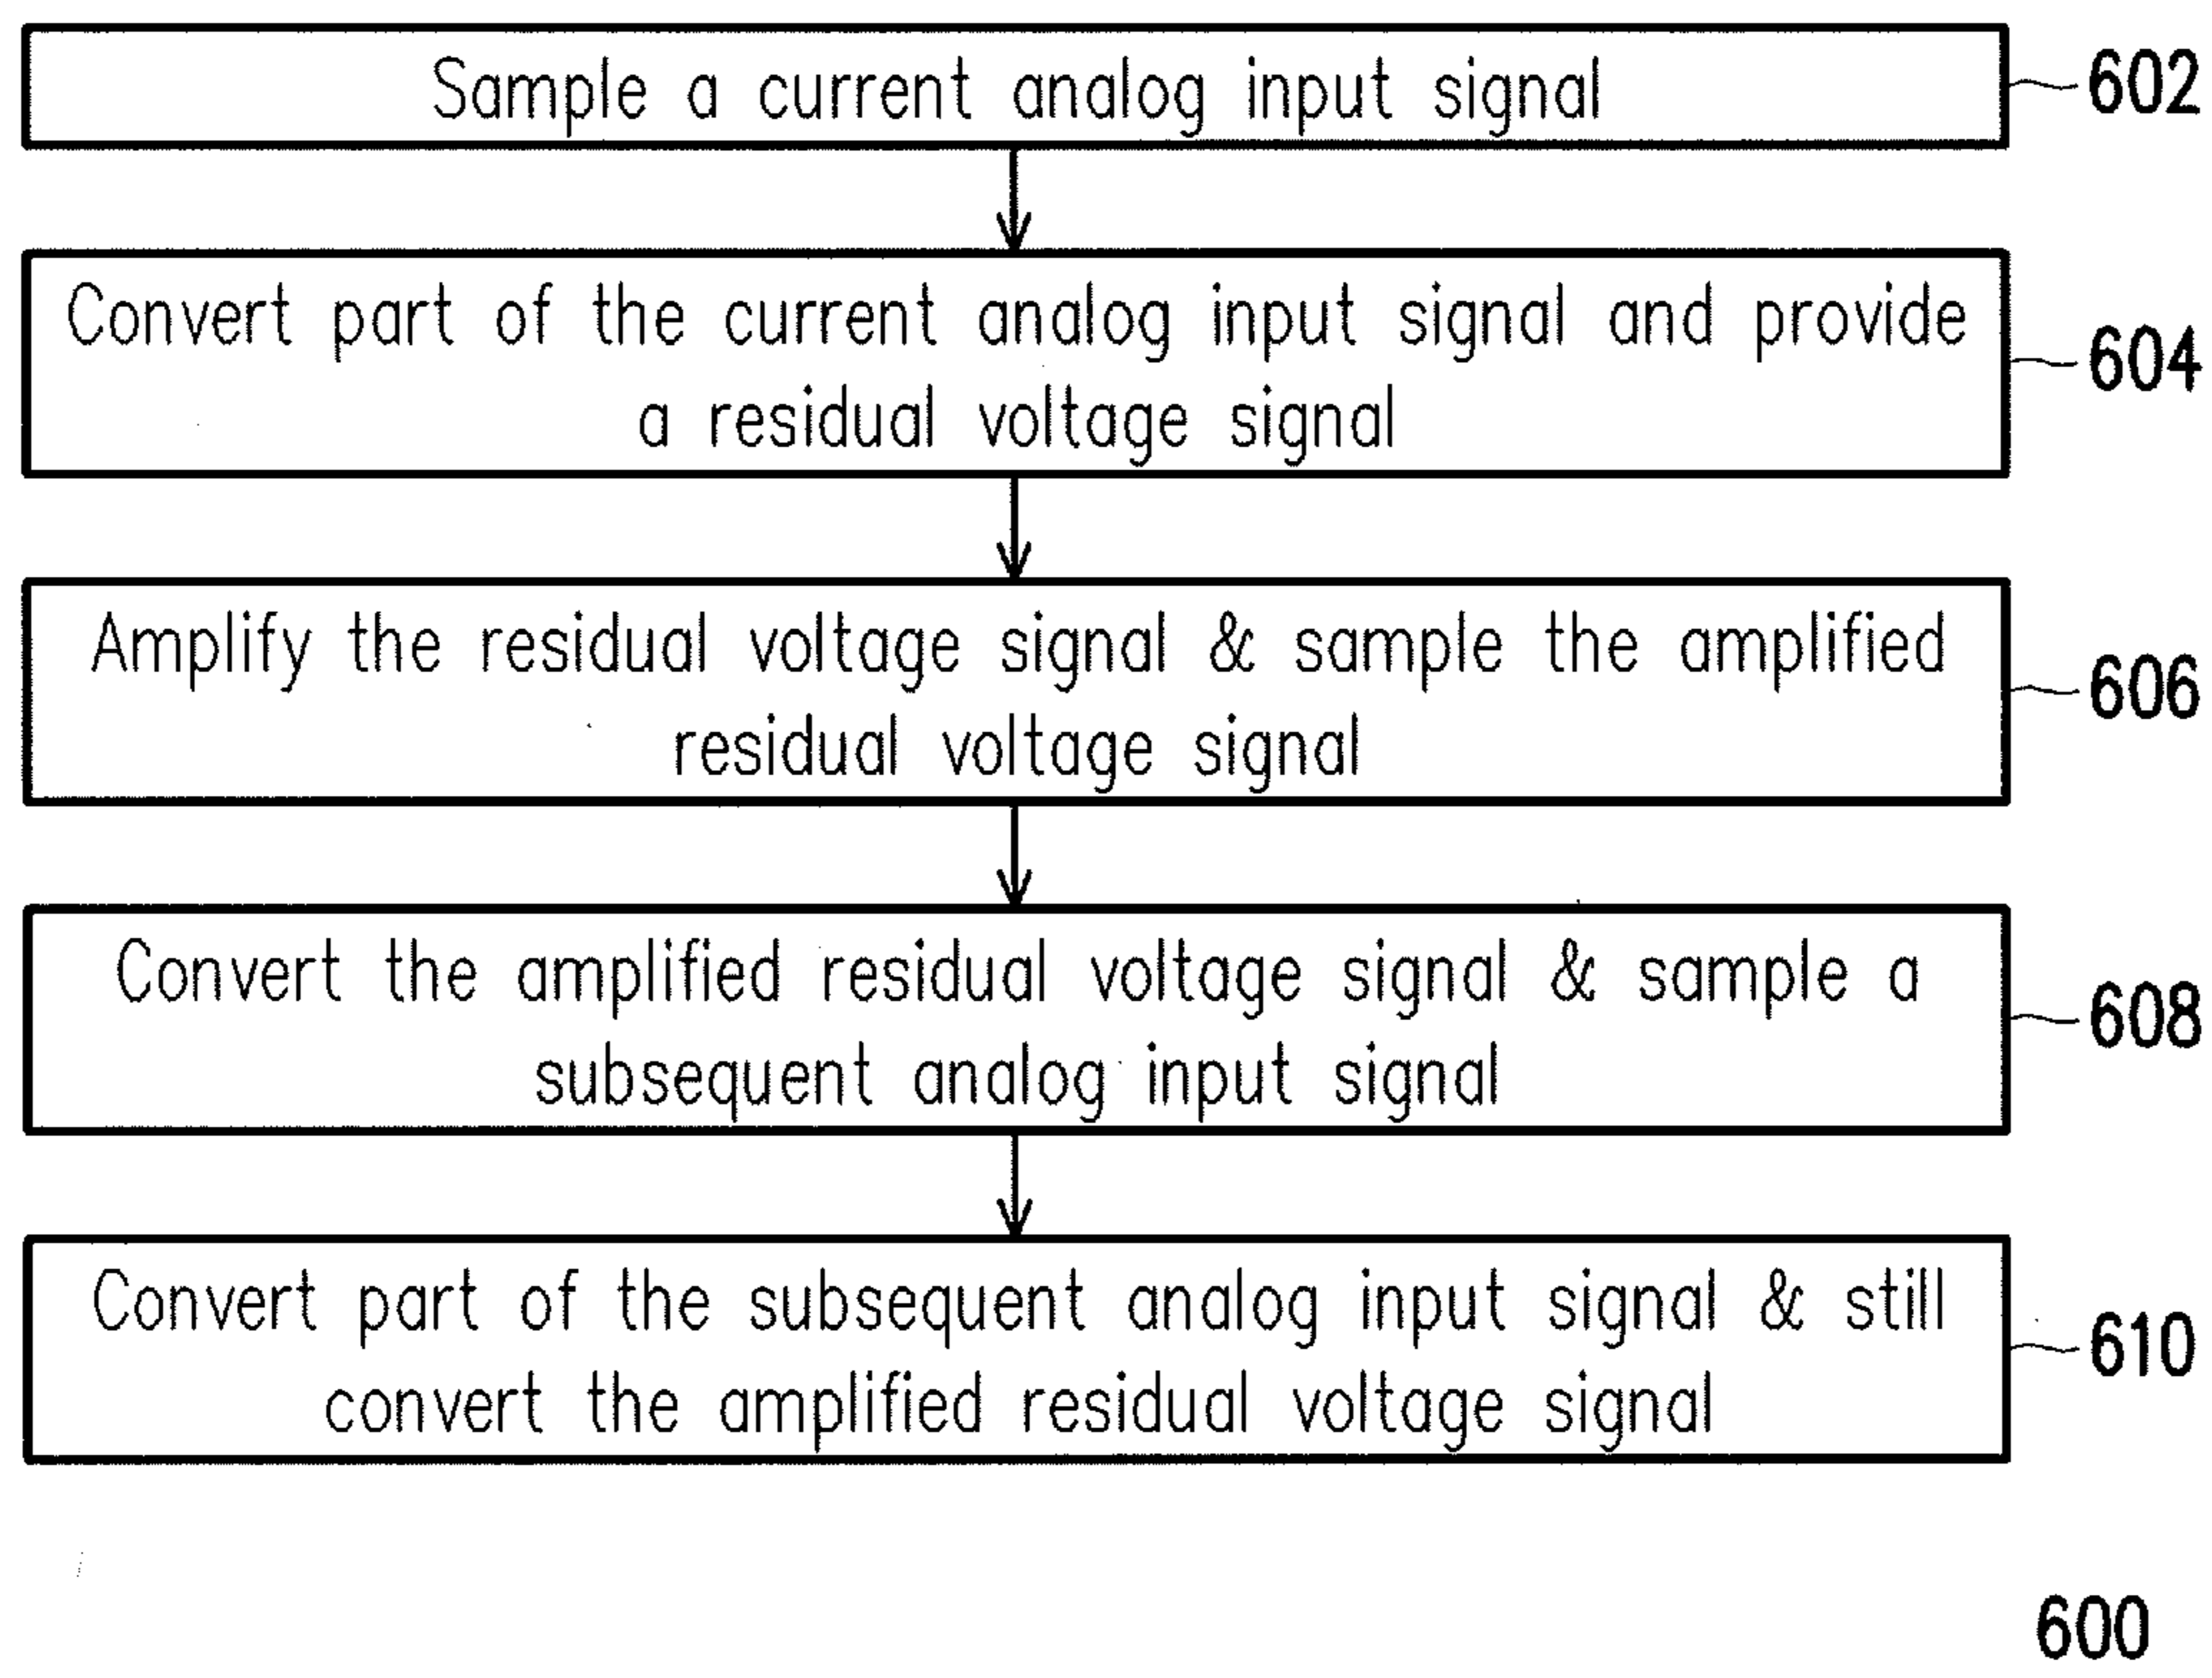 Sample a current analog input signal
602
Convert part of the current analog input signal and provide
a residual voltage signal
604
Amplify the residual voltage signal & sample the amplified
residual voltage signal
606
Convert the amplified residual voltage signal & sample a
subsequent analog input signal
608
Convert part of the subsequent analog input signal & still
convert the amplified residual voltage signal
610
600